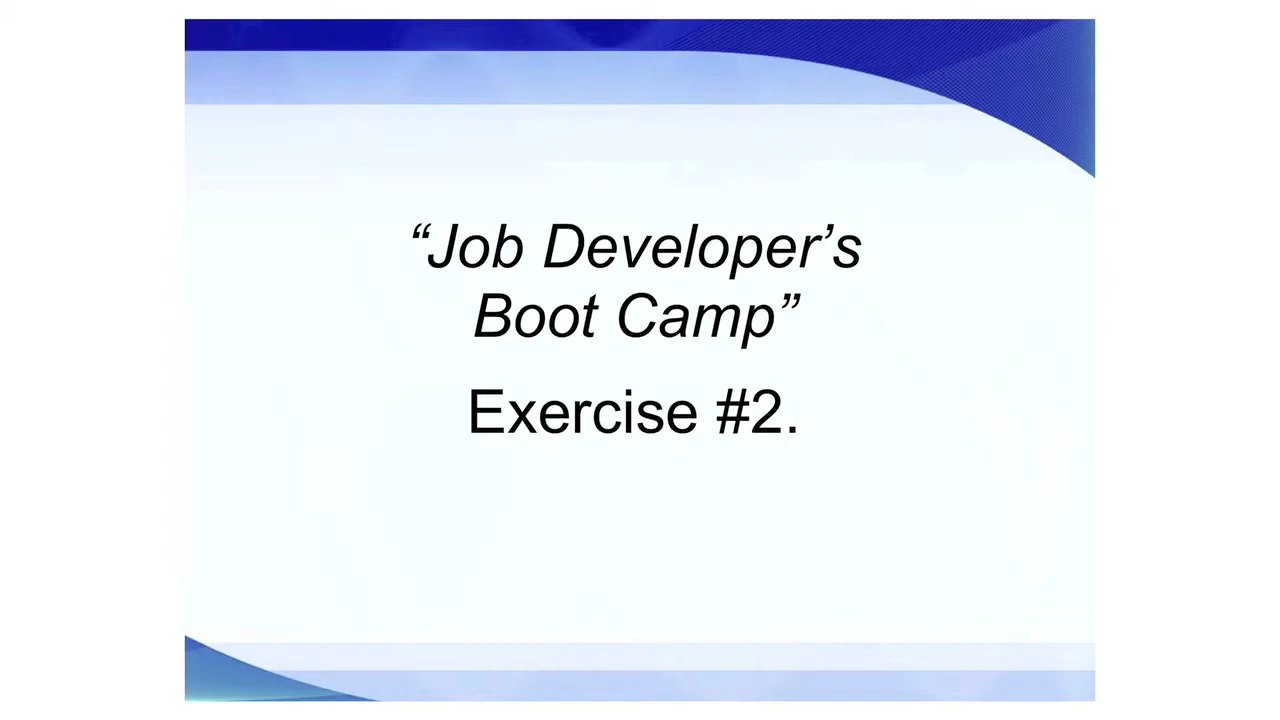 “Job Developer’s
Boot Camp”
Exercise #2.